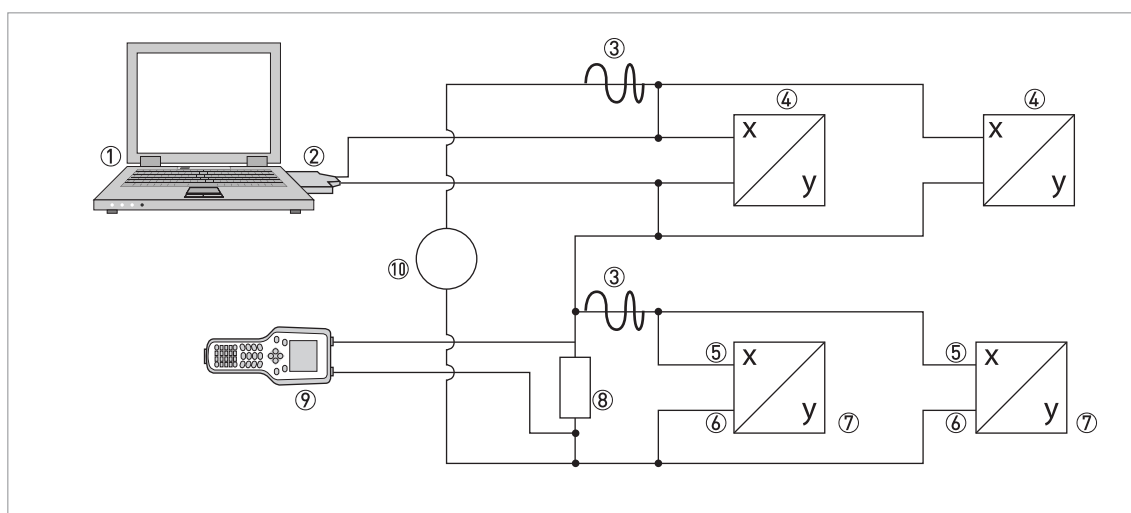 ③
① ② ④ ④
x x
y y
⑩
③
⑤ x ⑤ x
⑨ ⑧ ⑥ y ⑦ ⑥ y ⑦